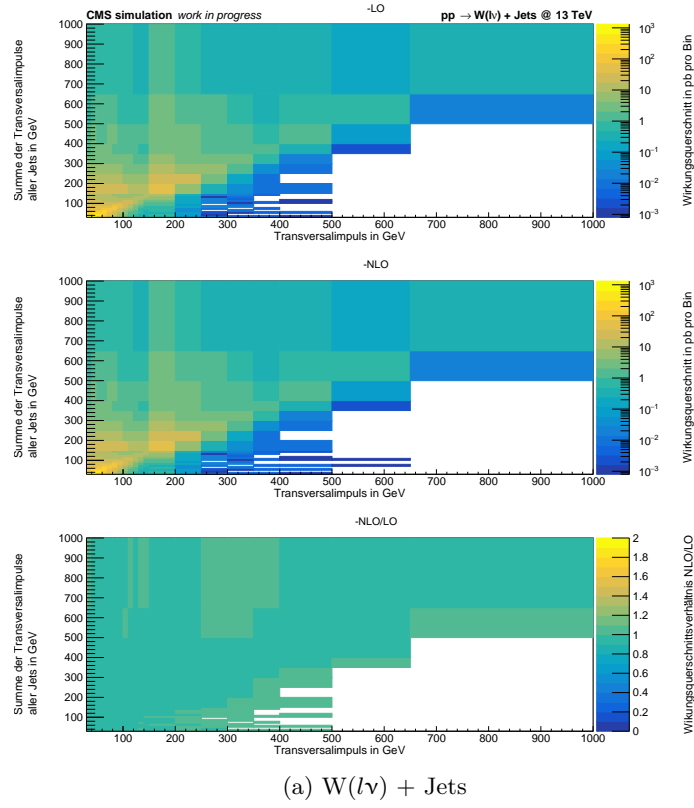 -LO
CMS simulation work in progress
pp → W(lν) + Jets @ 13 TeV
Summe der Transversalimpulse
aller Jets in GeV
1000
900
800
700
600
500
400
300
200
100
100 200 300 400 500 600 700 800 900 1000
Transversalimpuls in GeV
10³
10²
10
1
10⁻¹
10⁻²
10⁻³
Wirkungsquerschnitt in pb pro Bin
-NLO
Summe der Transversalimpulse
aller Jets in GeV
1000
900
800
700
600
500
400
300
200
100
100 200 300 400 500 600 700 800 900 1000
Transversalimpuls in GeV
10³
10²
10
1
10⁻¹
10⁻²
10⁻³
Wirkungsquerschnitt in pb pro Bin
-NLO/LO
Summe der Transversalimpulse
aller Jets in GeV
1000
900
800
700
600
500
400
300
200
100
100 200 300 400 500 600 700 800 900 1000
Transversalimpuls in GeV
2
1.8
1.6
1.4
1.2
1
0.8
0.6
0.4
0.2
0
Wikungsquerschnittsverhältnis NLO/LO
(a) W(lν) + Jets